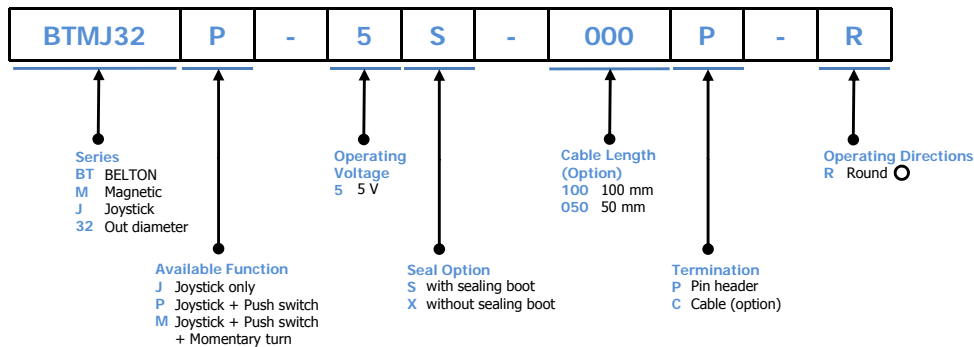 BTMJ32 P - 5 S - 000 P - R
Series
BT BELTON
M Magnetic
J Joystick
32 Out diameter
Operating
Voltage
5 5 V
Cable Length
(Option)
100 100 mm
050 50 mm
Operating Directions
R Round
Available Function
J Joystick only
P Joystick + Push switch
M Joystick + Push switch
+ Momentary turn
Seal Option
S with sealing boot
X without sealing boot
Termination
P Pin header
C Cable (option)